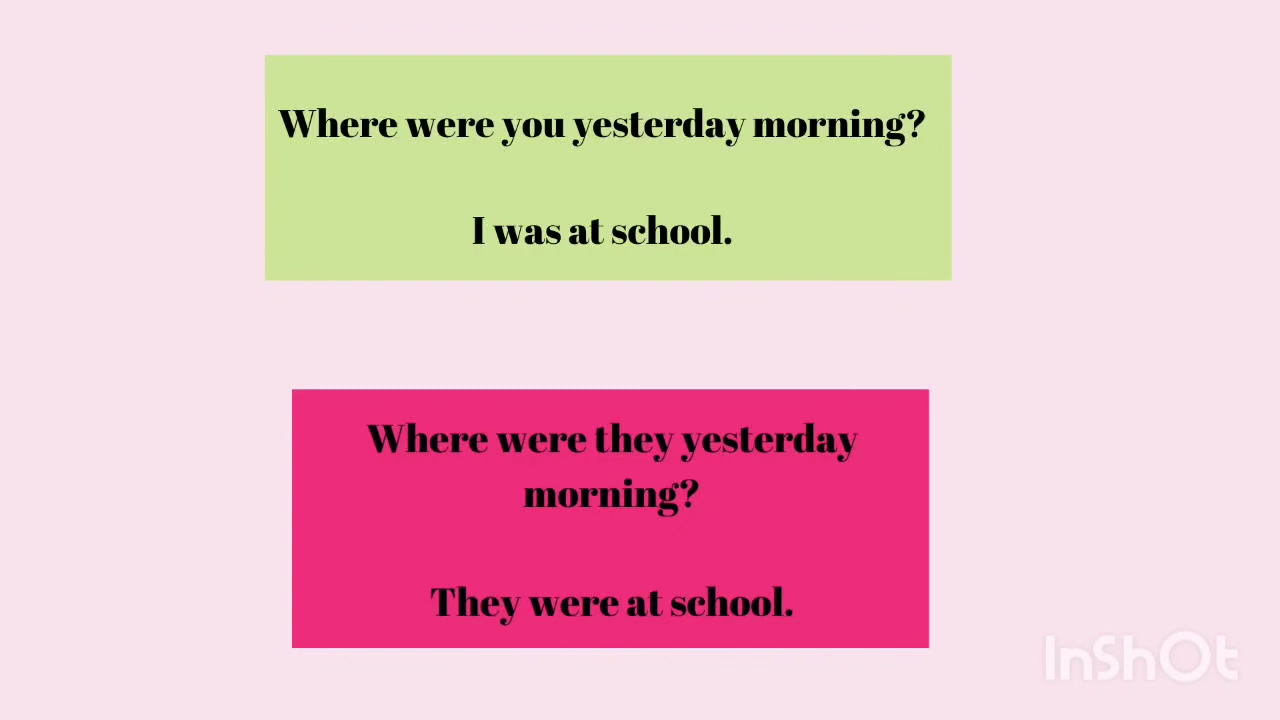 Where were you yesterday morning?
I was at school.
Where were they yesterday
morning?
They were at school.
InShOt